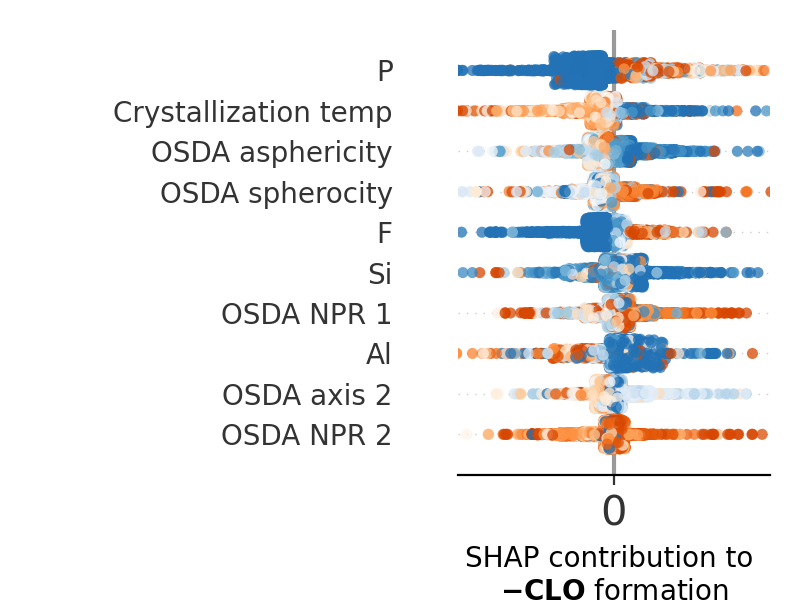 P
Crystallization temp
OSDA asphericity
OSDA spherocity
F
Si
OSDA NPR 1
Al
OSDA axis 2
OSDA NPR 2
0
SHAP contribution to
−CLO formation